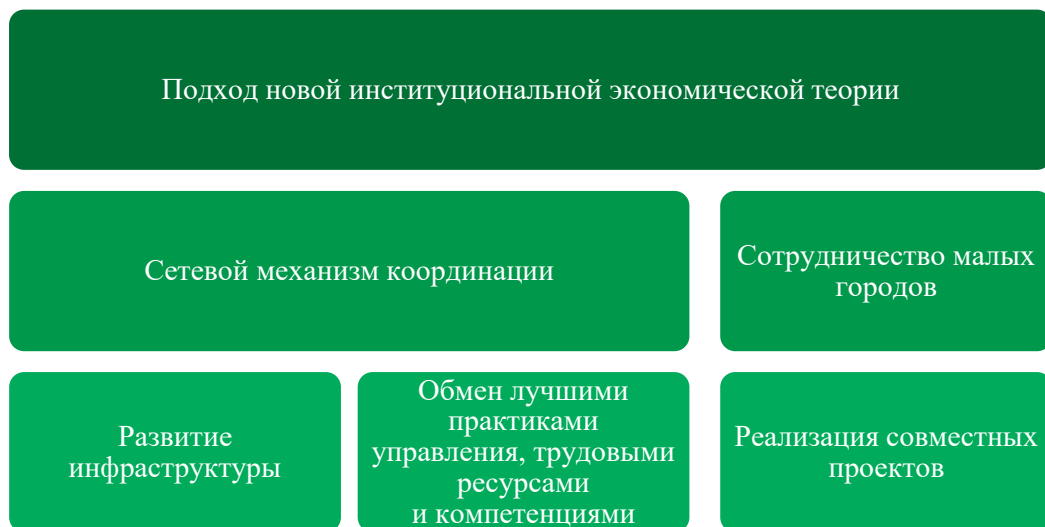 Подход новой институциональной экономической теории
Сетевой механизм координации
Сотрудничество малых
городов
Развитие
инфраструктуры
Обмен лучшими
практиками
управления, трудовыми
ресурсами
и компетенциями
Реализация совместных
проектов